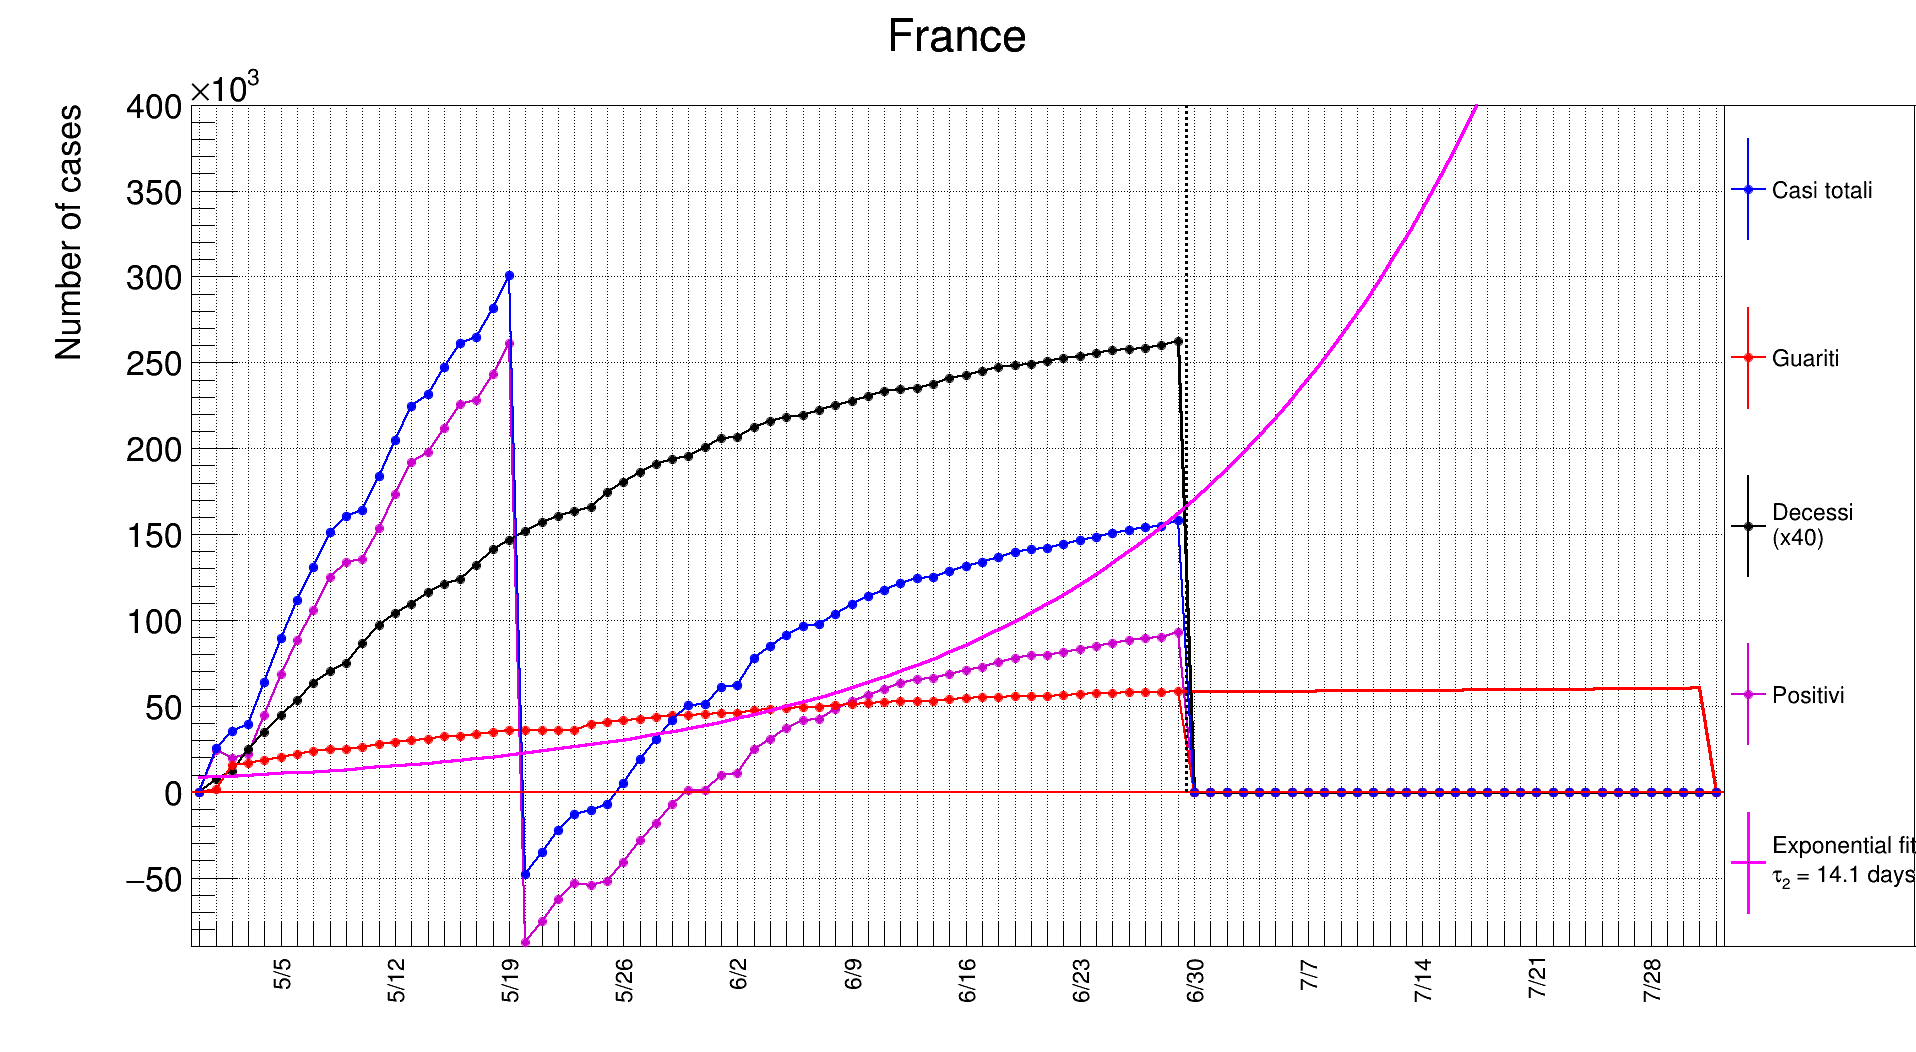 France
×10³
Number of cases
400
350
300
250
200
150
100
50
0
−50
5/5
5/12
5/19
5/26
6/2
6/9
6/16
6/23
6/30
7/7
7/14
7/21
7/28
Casi totali
Guariti
Decessi
(x40)
Positivi
Exponential fit
τ₂ = 14.1 days